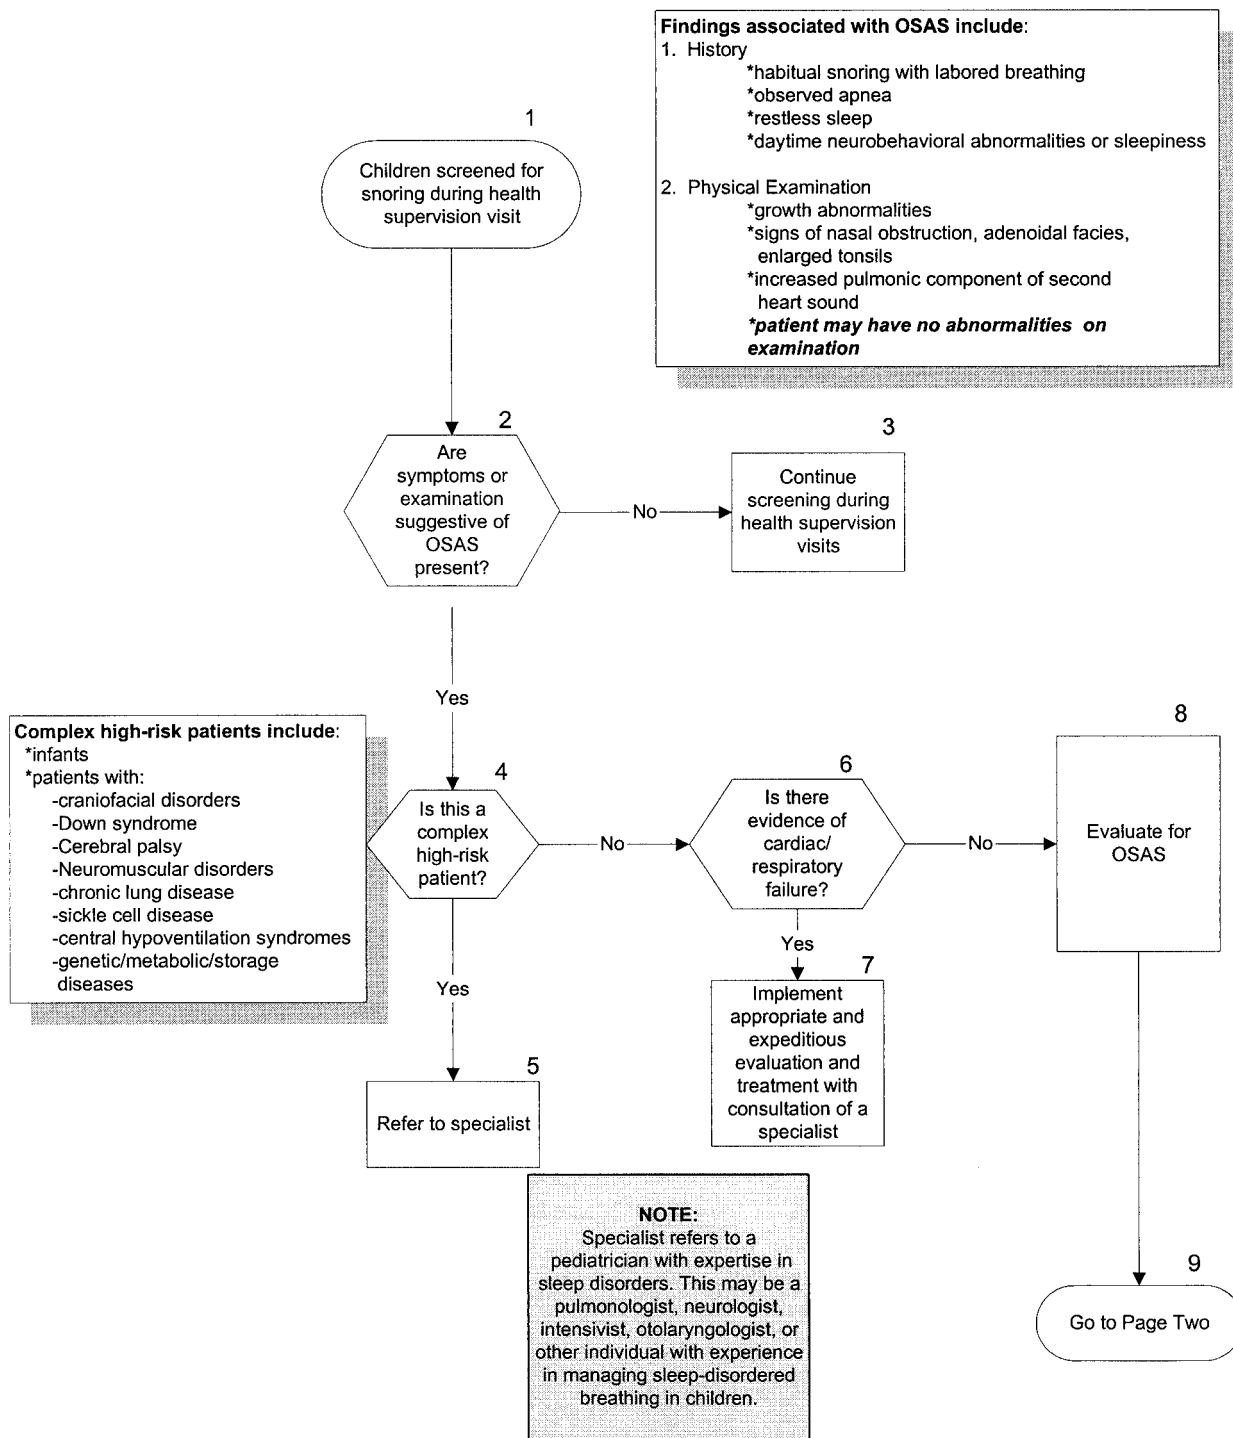 Findings associated with OSAS include:
1. History
*habitual snoring with labored breathing
*observed apnea
*restless sleep
*daytime neurobehavioral abnormalities or sleepiness
2. Physical Examination
*growth abnormalities
*signs of nasal obstruction, adenoidal facies,
enlarged tonsils
*increased pulmonic component of second
heart sound
*patient may have no abnormalities on
examination
1
Children screened for
snoring during health
supervision visit
2
Are
symptoms or
examination
suggestive of
OSAS
present?
No
3
Continue
screening during
health supervision
visits
Yes
Complex high-risk patients include:
*infants
*patients with:
-craniofacial disorders
-Down syndrome
-Cerebral palsy
-Neuromuscular disorders
-chronic lung disease
-sickle cell disease
-central hypoventilation syndromes
-genetic/metabolic/storage
diseases
4
Is this a
complex
high-risk
patient?
No
6
Is there
evidence of
cardiac/
respiratory
failure?
No
8
Evaluate for
OSAS
Yes
5
Refer to specialist
Yes
7
Implement
appropriate and
expeditious
evaluation and
treatment with
consultation of a
specialist
NOTE:
Specialist refers to a
pediatrician with expertise in
sleep disorders. This may be a
pulmonologist, neurologist,
intensivist, otolaryngologist, or
other individual with experience
in managing sleep-disordered
breathing in children.
9
Go to Page Two